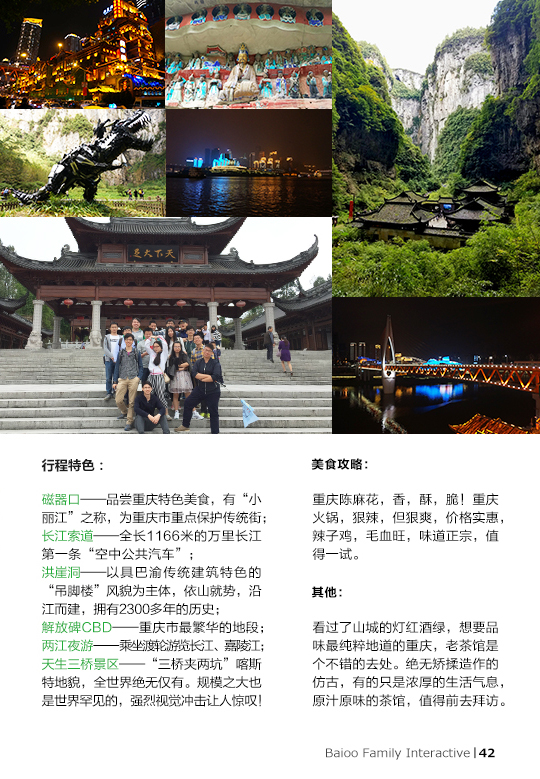 天下大足
行程特色：
磁器口——品尝重庆特色美食，有“小
丽江”之称，为重庆市重点保护传统街；
长江索道——全长1166米的万里长江
第一条“空中公共汽车”；
洪崖洞——以具巴渝传统建筑特色的
“吊脚楼”风貌为主体，依山就势，沿
江而建，拥有2300多年的历史；
解放碑CBD——重庆市最繁华的地段；
两江夜游——乘坐渡轮游览长江、嘉陵江；
天生三桥景区——“三桥夹两坑”喀斯
特地貌，全世界绝无仅有。规模之大也
是世界罕见的，强烈视觉冲击让人惊叹！
美食攻略：
重庆陈麻花，香，酥，脆！重庆
火锅，狠辣，但狠爽，价格实惠，
辣子鸡，毛血旺，味道正宗，值
得一试。
其他：
看过了山城的灯红酒绿，想要品
味最纯粹地道的重庆，老茶馆是
个不错的去处。绝无矫揉造作的
仿古，有的只是浓厚的生活气息，
原汁原味的茶馆，值得前去拜访。
Baioo Family Interactive | 42